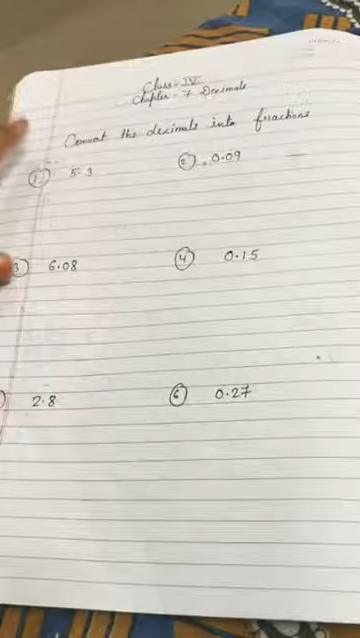 Class - IV
Chapter - 7 Decimals
Convert the decimals into fractions
① 5.3 ② 0.09
3 6.08 ④ 0.15
2.8 ⑥ 0.27